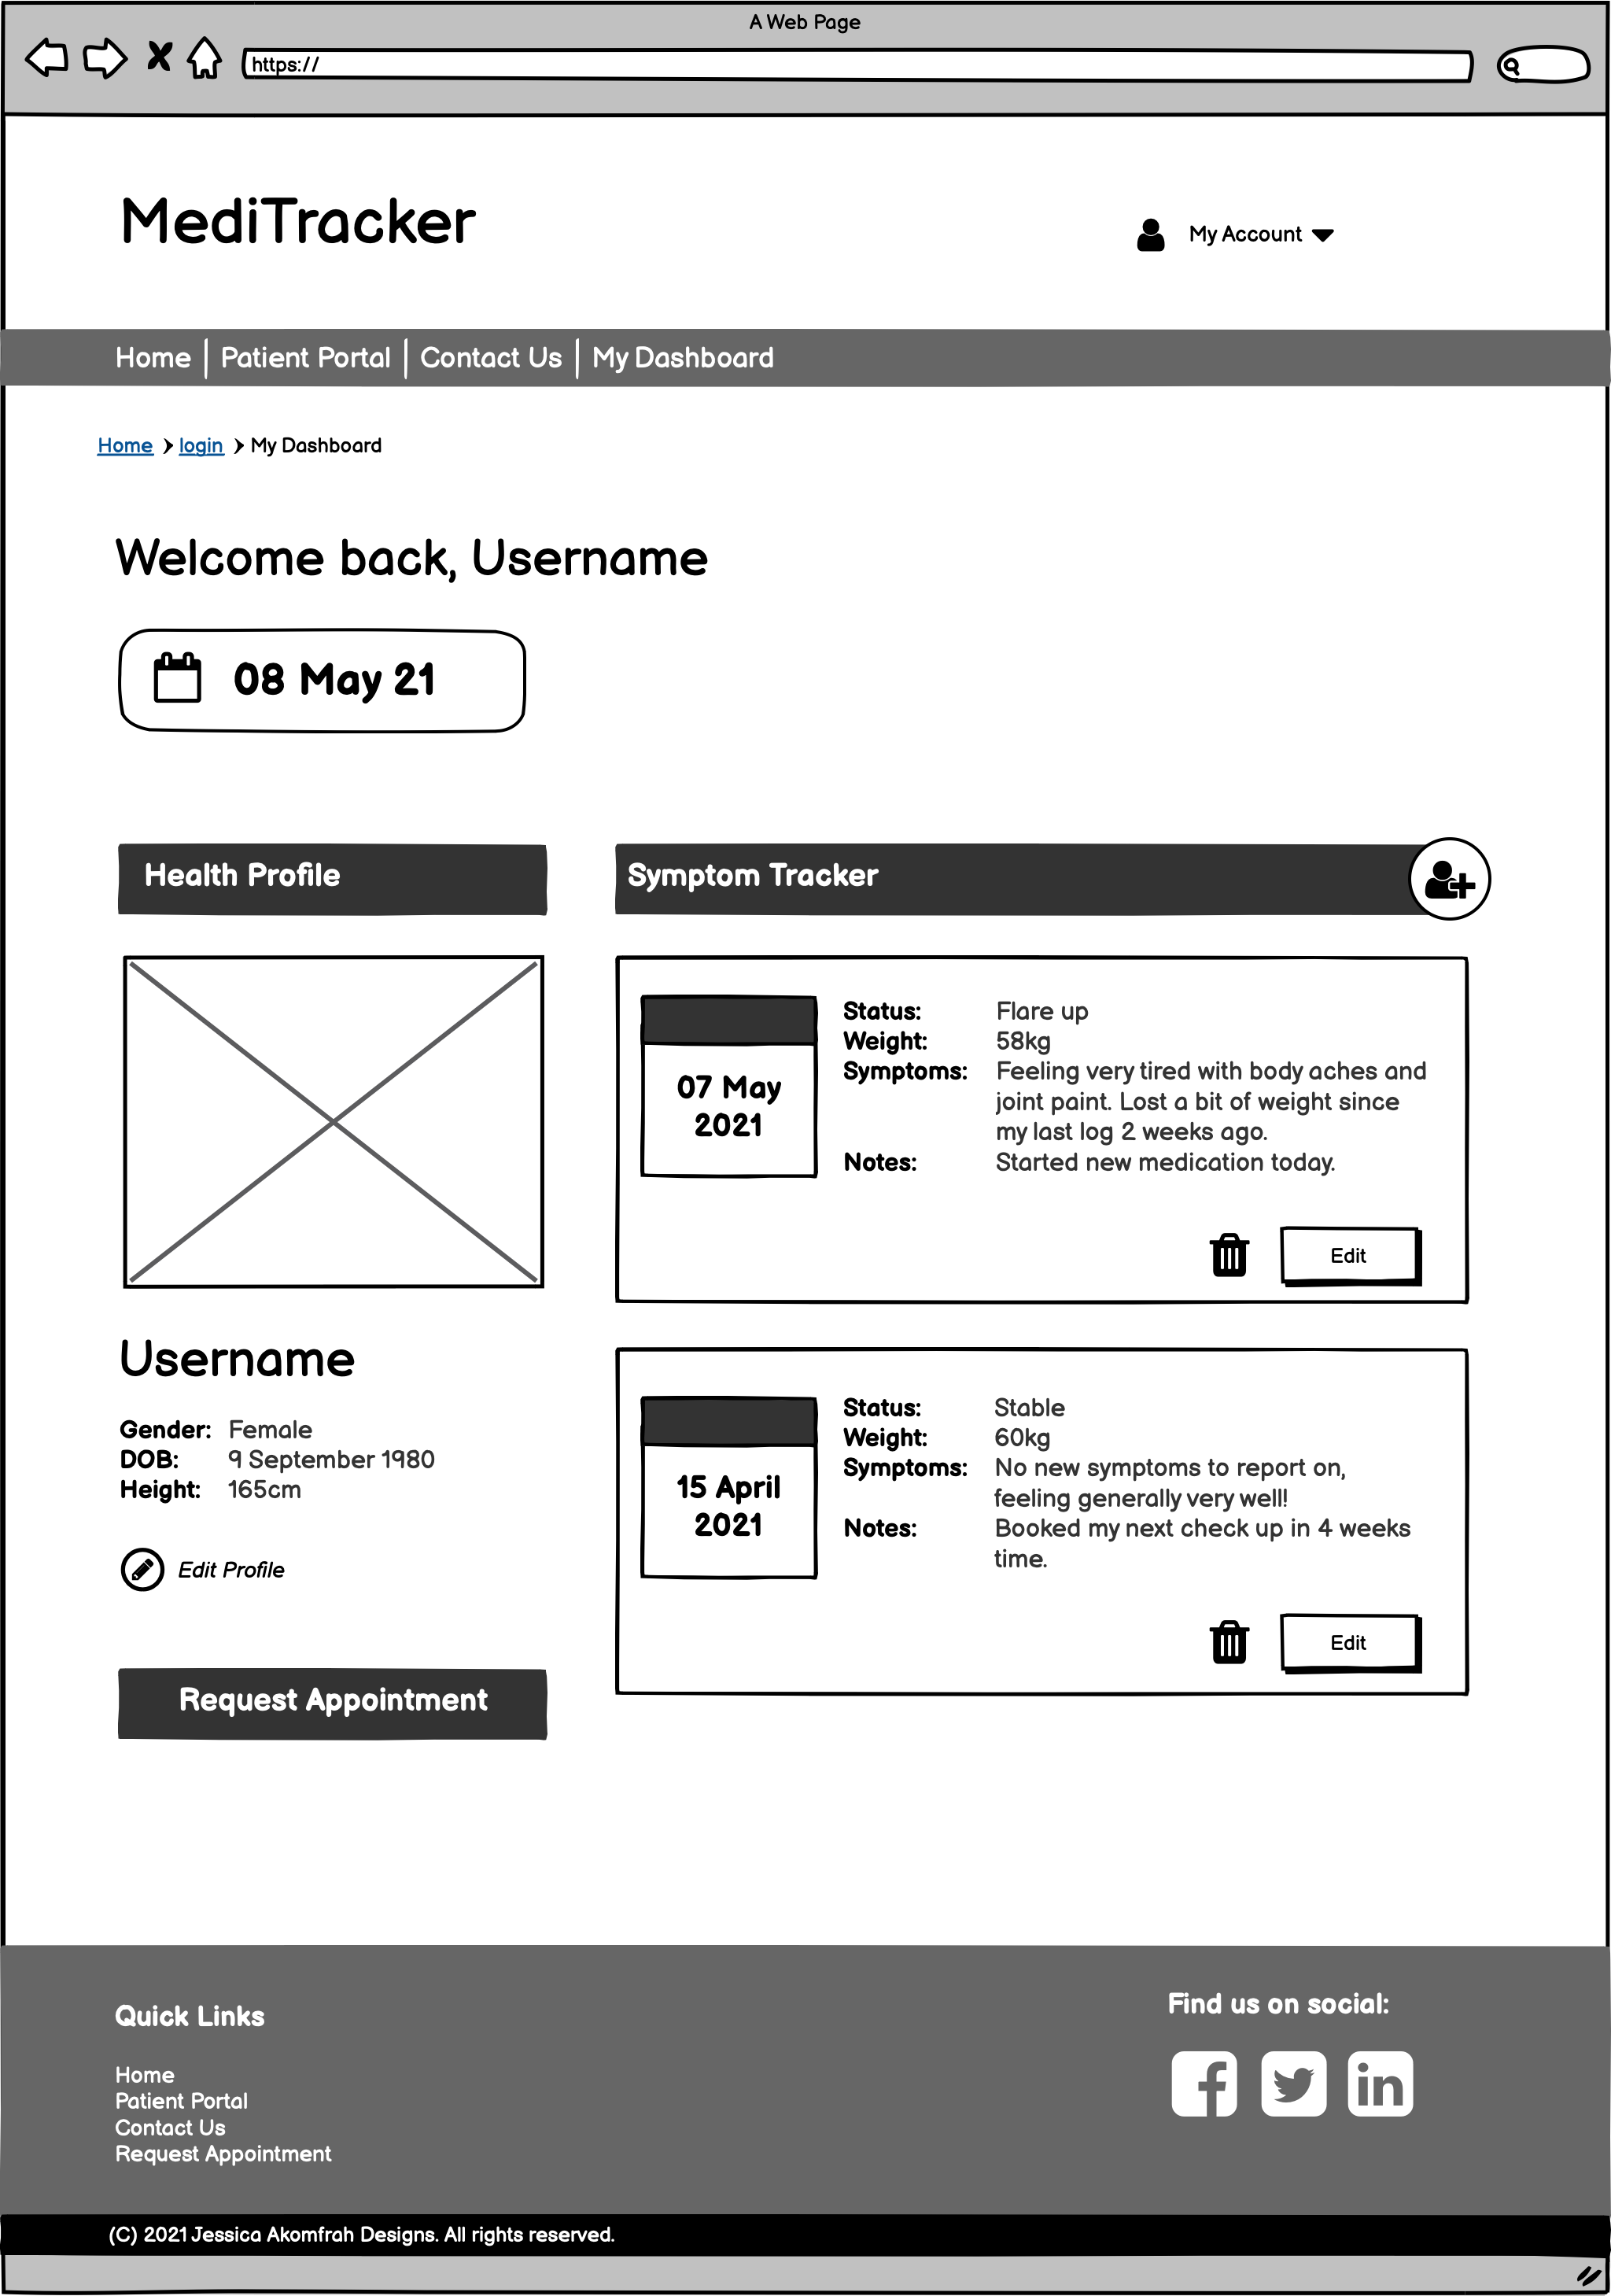 A Web Page
https://
MediTracker
My Account
Home
Patient Portal
Contact Us
My Dashboard
Home
login
My Dashboard
Welcome back, Username
08 May 21
Health Profile
Username
Gender: Female
DOB: 9 September 1980
Height: 165cm
Edit Profile
Request Appointment
Symptom Tracker
07 May
2021
Status: Flare up
Weight: 58kg
Symptoms: Feeling very tired with body aches and
joint paint. Lost a bit of weight since
my last log 2 weeks ago.
Notes: Started new medication today.
Edit
15 April
2021
Status: Stable
Weight: 60kg
Symptoms: No new symptoms to report on,
feeling generally very well!
Notes: Booked my next check up in 4 weeks
time.
Edit
Quick Links
Home
Patient Portal
Contact Us
Request Appointment
Find us on social:
f
in
(C) 2021 Jessica Akomfrah Designs. All rights reserved.